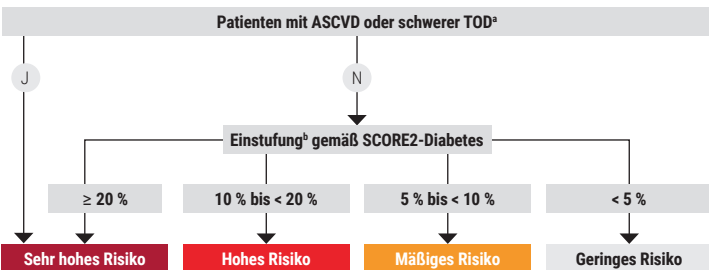 Patienten mit ASCVD oder schwerer TODᵃ
J
N
Einstufungᵇ gemäß SCORE2-Diabetes
≥ 20 %
10 % bis < 20 %
5 % bis < 10 %
< 5 %
Sehr hohes Risiko
Hohes Risiko
Mäßiges Risiko
Geringes Risiko